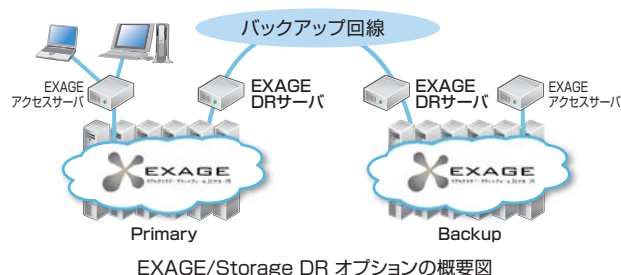 バックアップ回線
EXAGE
アクセスサーバ
EXAGE
DRサーバ
EXAGE
DRサーバ
EXAGE
アクセスサーバ
EXAGE
EXAGE
Primary
Backup
EXAGE/Storage DR オプションの概要図